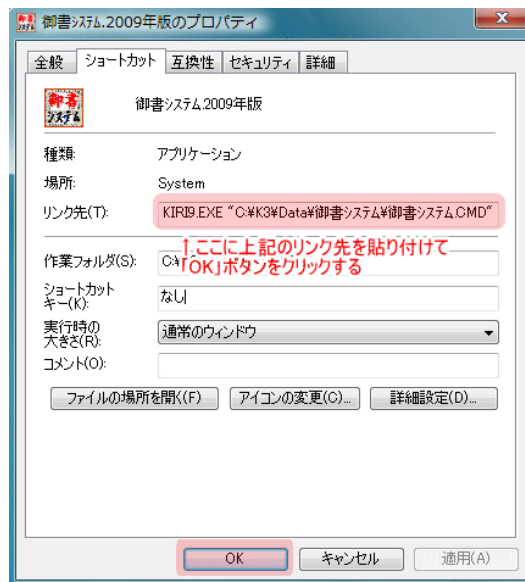 御書システム.2009年版のプロパティ
全般 ショートカット 互換性 セキュリティ 詳細
御書システム
御書システム.2009年版
種類: アプリケーション
場所: System
リンク先(T): KIRI9.EXE "C:¥K3¥Data¥御書システム¥御書システム.CMD"
↑ここに上記のリンク先を貼り付けて
「OK」ボタンをクリックする
作業フォルダ(S):
ショートカット
キー(K): なし
実行時の
大きさ(R): 通常のウィンドウ
コメント(O):
ファイルの場所を開く(F) アイコンの変更(C)... 詳細設定(D)...
OK キャンセル 適用(A)